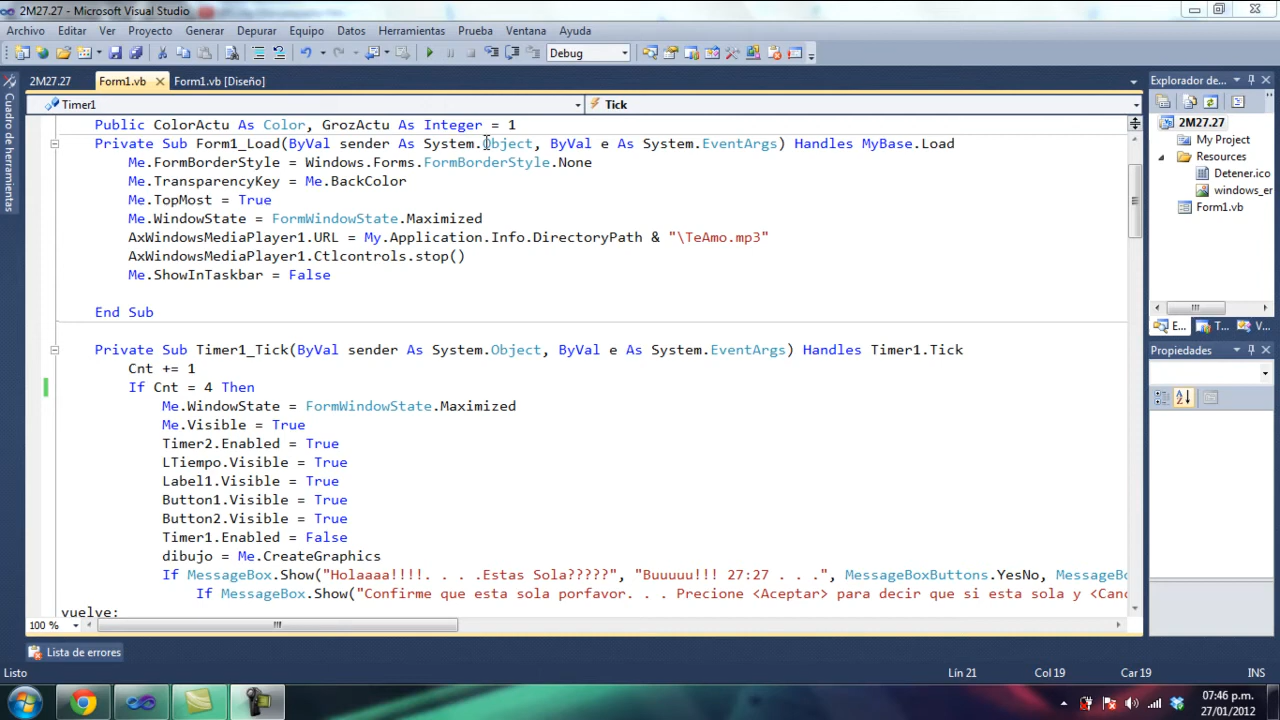 2M27.27 - Microsoft Visual Studio
Archivo Editar Ver Proyecto Generar Depurar Equipo Datos Herramientas Prueba Ventana Ayuda
Debug
2M27.27 Form1.vb Form1.vb [Diseño]
Timer1 Tick
Cuadro de herramientas
Public ColorActu As Color, GrozActu As Integer = 1
Private Sub Form1_Load(ByVal sender As System.Object, ByVal e As System.EventArgs) Handles MyBase.Load
Me.FormBorderStyle = Windows.Forms.FormBorderStyle.None
Me.TransparencyKey = Me.BackColor
Me.TopMost = True
Me.WindowState = FormWindowState.Maximized
AxWindowsMediaPlayer1.URL = My.Application.Info.DirectoryPath & "\TeAmo.mp3"
AxWindowsMediaPlayer1.Ctlcontrols.stop()
Me.ShowInTaskbar = False
End Sub
Private Sub Timer1_Tick(ByVal sender As System.Object, ByVal e As System.EventArgs) Handles Timer1.Tick
Cnt += 1
If Cnt = 4 Then
Me.WindowState = FormWindowState.Maximized
Me.Visible = True
Timer2.Enabled = True
LTiempo.Visible = True
Label1.Visible = True
Button1.Visible = True
Button2.Visible = True
Timer1.Enabled = False
dibujo = Me.CreateGraphics
If MessageBox.Show("Holaaaa!!!!. . . .Estas Sola?????", "Buuuuu!!! 27:27 . . .", MessageBoxButtons.YesNo, MessageBo
If MessageBox.Show("Confirme que esta sola porfavor. . . Precione <Aceptar> para decir que si esta sola y <Canc
vuelve:
100 %
Explorador de...
2M27.27
My Project
Resources
Detener.ico
windows_er
Form1.vb
E... T... V...
Propiedades
Lista de errores
Listo Lín 21 Col 19 Car 19 INS
07:46 p.m.
27/01/2012